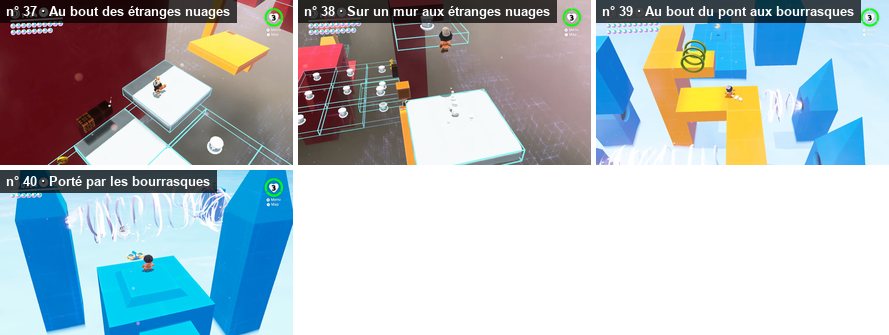 n° 37 · Au bout des étranges nuages
n° 38 · Sur un mur aux étranges nuages
n° 39 · Au bout du pont aux bourrasques
n° 40 · Porté par les bourrasques